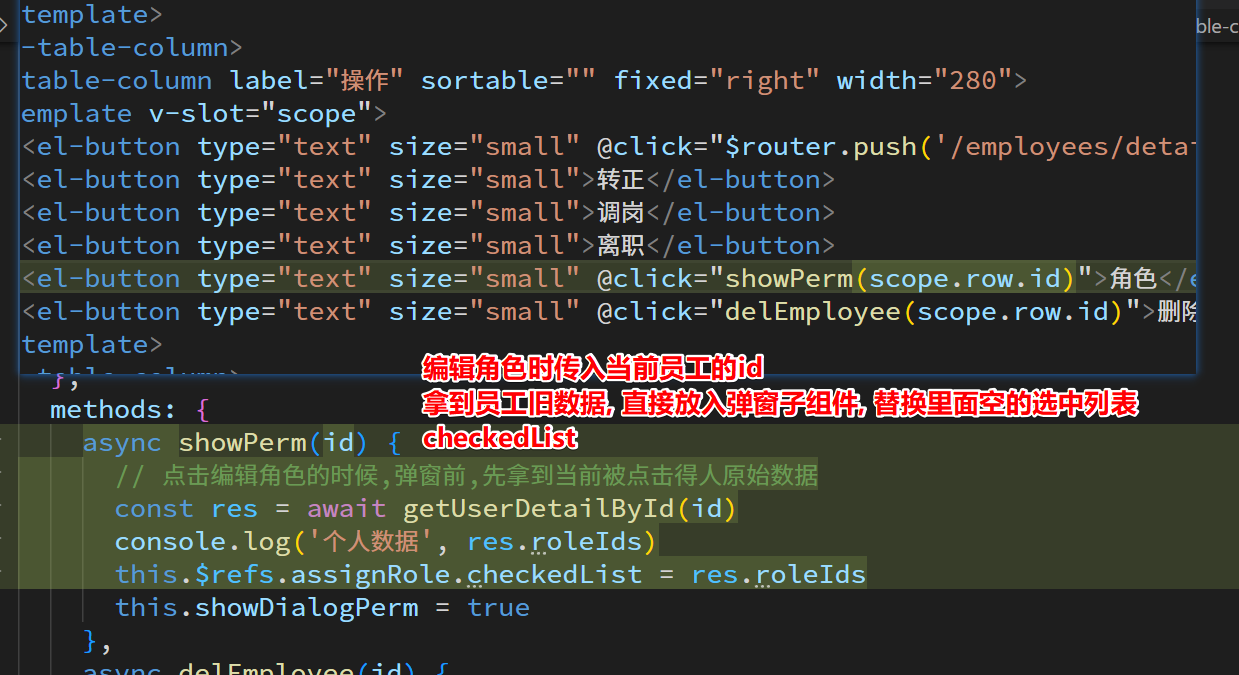 template>
ble-c
-table-column>
table-column label="操作" sortable="" fixed="right" width="280">
emplate v-slot="scope">
<el-button type="text" size="small" @click="$router.push('/employees/detai
<el-button type="text" size="small">转正</el-button>
<el-button type="text" size="small">调岗</el-button>
<el-button type="text" size="small">离职</el-button>
<el-button type="text" size="small" @click="showPerm(scope.row.id)">角色</e
<el-button type="text" size="small" @click="delEmployee(scope.row.id)">删除
template>
编辑角色时传入当前员工的id
拿到员工旧数据, 直接放入弹窗子组件, 替换里面空的选中列表
checkedList
},
methods: {
async showPerm(id) {
// 点击编辑角色的时候,弹窗前,先拿到当前被点击得人原始数据
const res = await getUserDetailById(id)
console.log('个人数据', res.roleIds)
this.$refs.assignRole.checkedList = res.roleIds
this.showDialogPerm = true
},
async delEmployee(id) {